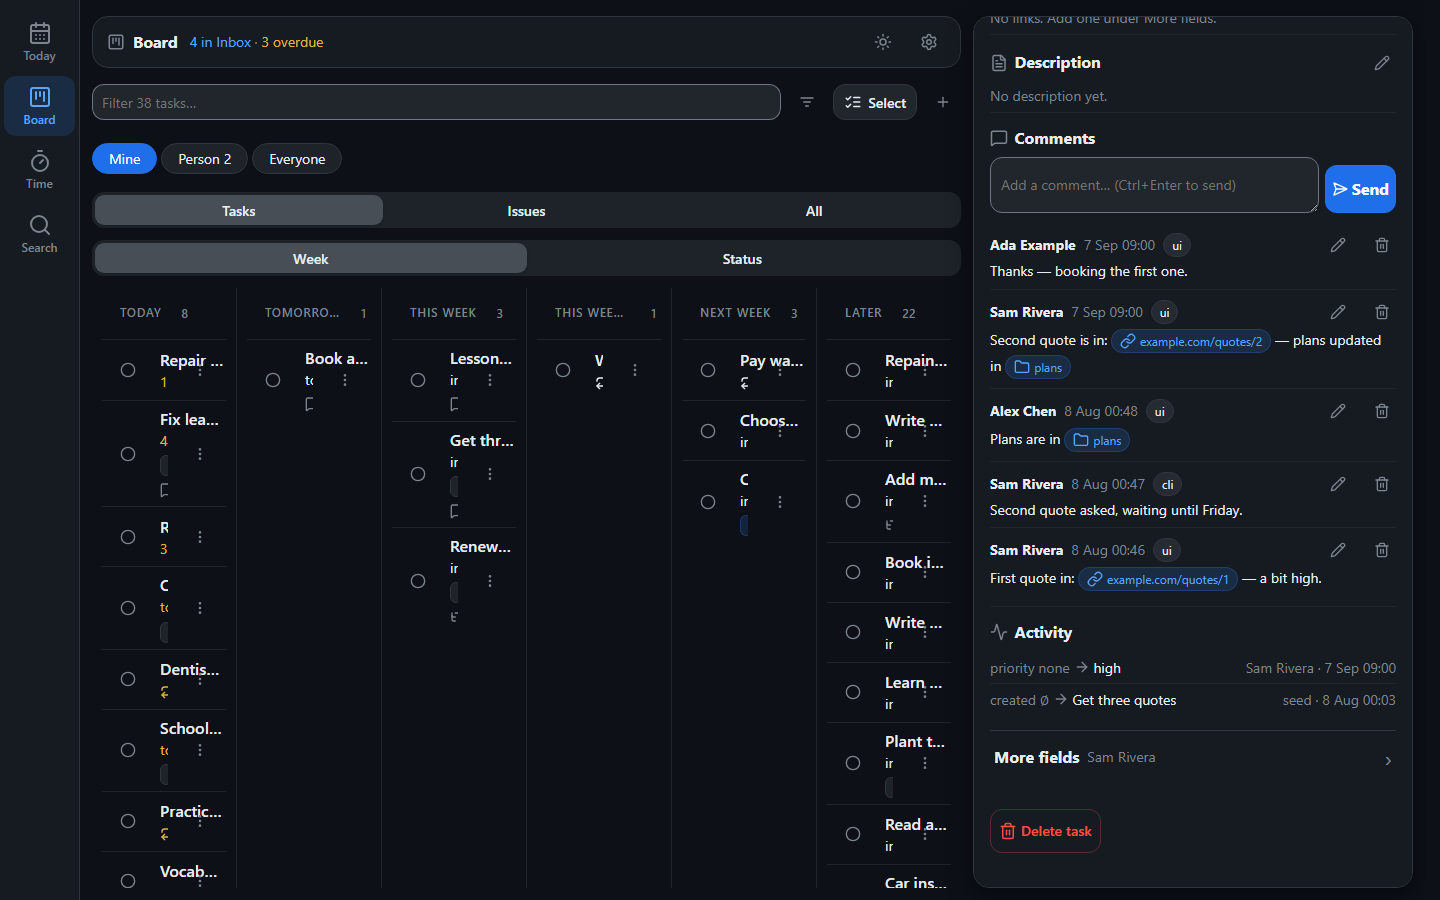 Today
Board
Time
Search
Board 4 in Inbox · 3 overdue
Filter 38 tasks...
Select
Mine
Person 2
Everyone
Tasks
Issues
All
Week
Status
TODAY 8
Repair ...
1
Fix lea...
4
R
3
C
Dentis...
School...
Practic...
Vocab...
TOMORRO... 1
Book a...
THIS WEEK 3
Lesson...
Get thr...
Renew...
THIS WEE... 1
NEXT WEEK 3
Pay wa...
Choos...
C
LATER 22
Repain...
Write ...
Add m...
Book i...
Write ...
Learn ...
Plant t...
Read a...
Car ins...
No links. Add one under More fields.
Description
No description yet.
Comments
Add a comment... (Ctrl+Enter to send)
Send
Ada Example 7 Sep 09:00 ui
Thanks — booking the first one.
Sam Rivera 7 Sep 09:00 ui
Second quote is in: example.com/quotes/2 — plans updated
in plans
Alex Chen 8 Aug 00:48 ui
Plans are in plans
Sam Rivera 8 Aug 00:47 cli
Second quote asked, waiting until Friday.
Sam Rivera 8 Aug 00:46 ui
First quote in: example.com/quotes/1 — a bit high.
Activity
priority none → high Sam Rivera · 7 Sep 09:00
created Ø → Get three quotes seed · 8 Aug 00:03
More fields Sam Rivera
Delete task